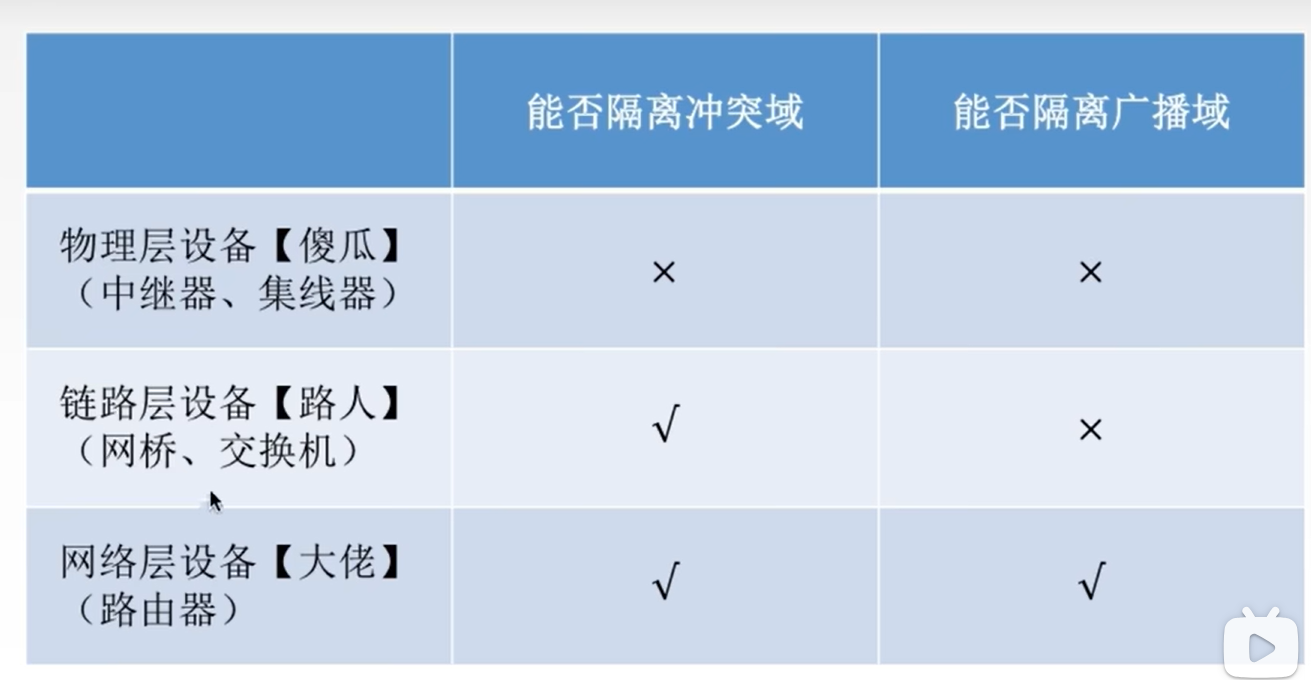 能否隔离冲突域
能否隔离广播域
物理层设备【傻瓜】
（中继器、集线器）
×
×
链路层设备【路人】
（网桥、交换机）
√
×
网络层设备【大佬】
（路由器）
√
√